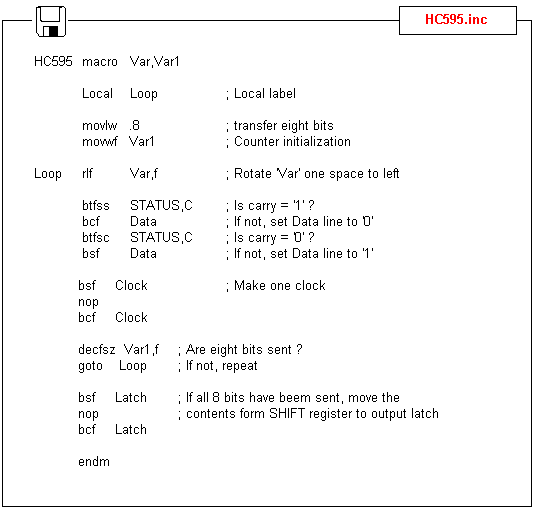 HC595.inc
HC595 macro Var,Var1
Local Loop ; Local label
movlw .8 ; transfer eight bits
movwf Var1 ; Counter initialization
Loop rlf Var,f ; Rotate 'Var' one space to left
btfss STATUS,C ; Is carry = '1' ?
bcf Data ; If not, set Data line to '0'
btfsc STATUS,C ; Is carry = '0' ?
bsf Data ; If not, set Data line to '1'
bsf Clock ; Make one clock
nop
bcf Clock
decfsz Var1,f ; Are eight bits sent ?
goto Loop ; If not, repeat
bsf Latch ; If all 8 bits have beem sent, move the
nop ; contents form SHIFT register to output latch
bcf Latch
endm